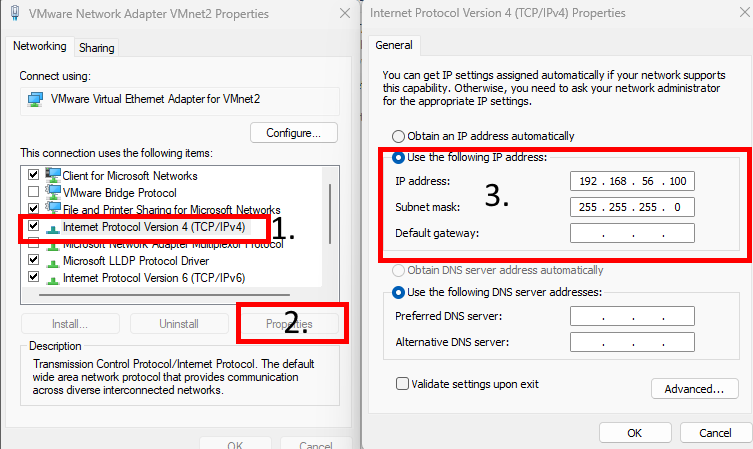 VMware Network Adapter VMnet2 Properties
Networking
Sharing
Connect using:
VMware Virtual Ethernet Adapter for VMnet2
Configure...
This connection uses the following items:
Client for Microsoft Networks
VMware Bridge Protocol
File and Printer Sharing for Microsoft Networks
Internet Protocol Version 4 (TCP/IPv4)
1.
Microsoft Network Adapter Multiplexor Protocol
Microsoft LLDP Protocol Driver
Internet Protocol Version 6 (TCP/IPv6)
Install...
Uninstall
Properties
2.
Description
Transmission Control Protocol/Internet Protocol. The default
wide area network protocol that provides communication
across diverse interconnected networks.
OK
Cancel
Internet Protocol Version 4 (TCP/IPv4) Properties
General
You can get IP settings assigned automatically if your network supports
this capability. Otherwise, you need to ask your network administrator
for the appropriate IP settings.
Obtain an IP address automatically
Use the following IP address:
IP address:
192 . 168 . 56 . 100
3.
Subnet mask:
255 . 255 . 255 . 0
Default gateway:
. . .
Obtain DNS server address automatically
Use the following DNS server addresses:
Preferred DNS server:
. . .
Alternative DNS server:
. . .
Validate settings upon exit
Advanced...
OK
Cancel